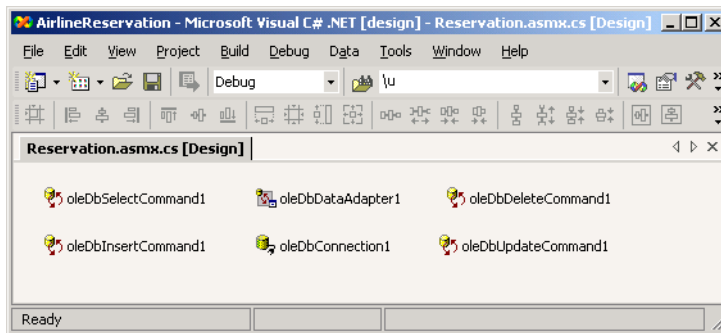 AirlineReservation - Microsoft Visual C# .NET [design] - Reservation.asmx.cs [Design]
File Edit View Project Build Debug Data Tools Window Help
Debug \u
Reservation.asmx.cs [Design]
oleDbSelectCommand1 oleDbDataAdapter1 oleDbDeleteCommand1
oleDbInsertCommand1 oleDbConnection1 oleDbUpdateCommand1
Ready